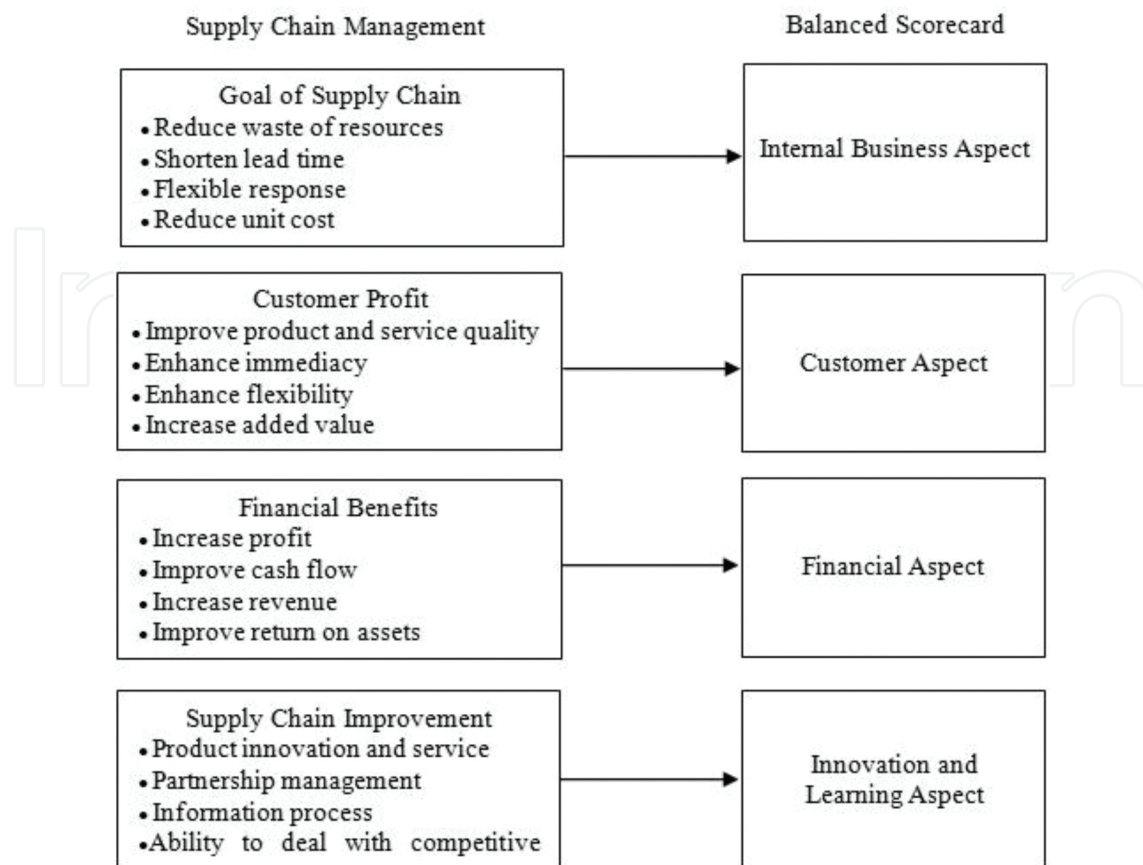 Supply Chain Management
Balanced Scorecard
Goal of Supply Chain
• Reduce waste of resources
• Shorten lead time
• Flexible response
• Reduce unit cost
Internal Business Aspect
Customer Profit
• Improve product and service quality
• Enhance immediacy
• Enhance flexibility
• Increase added value
Customer Aspect
Financial Benefits
• Increase profit
• Improve cash flow
• Increase revenue
• Improve return on assets
Financial Aspect
Supply Chain Improvement
• Product innovation and service
• Partnership management
• Information process
• Ability to deal with competitive
Innovation and
Learning Aspect